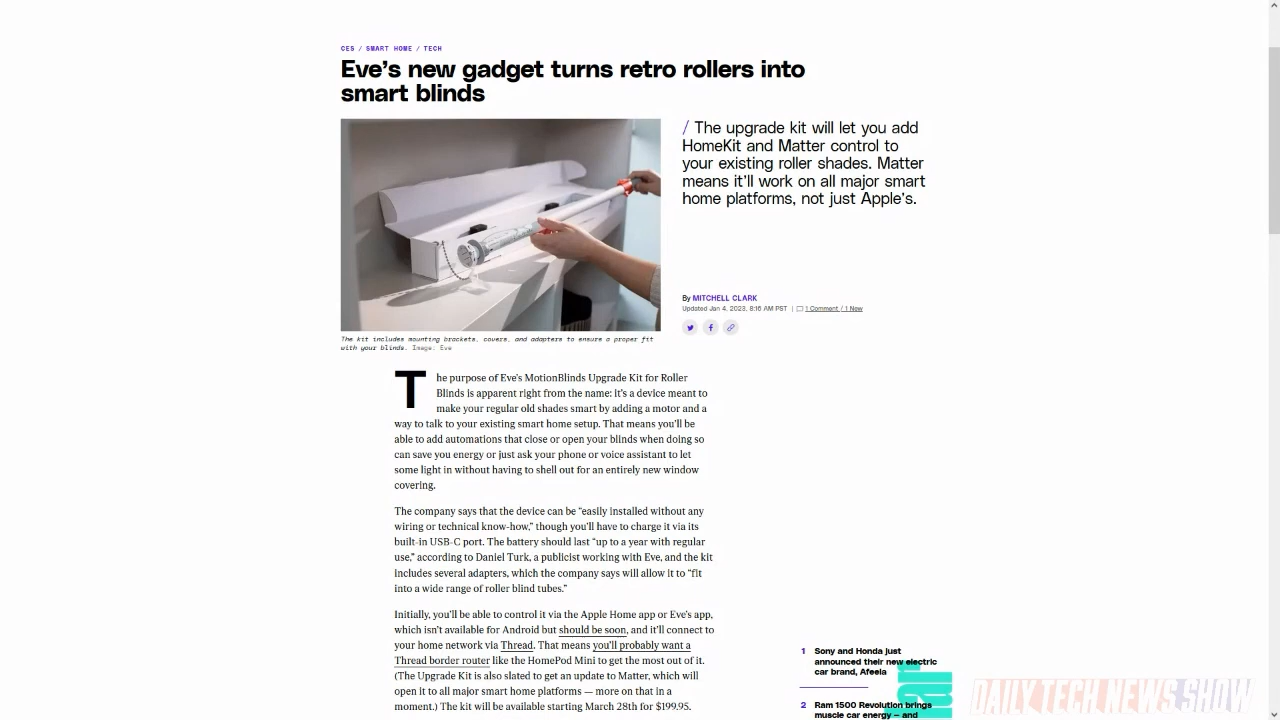 CES / SMART HOME / TECH
Eve's new gadget turns retro rollers into
smart blinds
/ The upgrade kit will let you add
HomeKit and Matter control to
your existing roller shades. Matter
means it'll work on all major smart
home platforms, not just Apple's.
By MITCHELL CLARK
Updated Jan 4, 2023, 8:16 AM PST | 1 Comment / 1 New
The kit includes mounting brackets, covers, and adapters to ensure a proper fit
with your blinds. Image: Eve
The purpose of Eve's MotionBlinds Upgrade Kit for Roller
Blinds is apparent right from the name: it's a device meant to
make your regular old shades smart by adding a motor and a
way to talk to your existing smart home setup. That means you'll be
able to add automations that close or open your blinds when doing so
can save you energy or just ask your phone or voice assistant to let
some light in without having to shell out for an entirely new window
covering.
The company says that the device can be "easily installed without any
wiring or technical know-how," though you'll have to charge it via its
built-in USB-C port. The battery should last "up to a year with regular
use," according to Daniel Turk, a publicist working with Eve, and the kit
includes several adapters, which the company says will allow it to "fit
into a wide range of roller blind tubes."
Initially, you'll be able to control it via the Apple Home app or Eve's app,
which isn't available for Android but should be soon, and it'll connect to
your home network via Thread. That means you'll probably want a
Thread border router like the HomePod Mini to get the most out of it.
(The Upgrade Kit is also slated to get an update to Matter, which will
open it to all major smart home platforms — more on that in a
moment.) The kit will be available starting March 28th for $199.95.
1 Sony and Honda just
announced their new electric
car brand, Afeela
2 Ram 1500 Revolution brings
muscle car energy — and
DAILY TECH NEWS SHOW